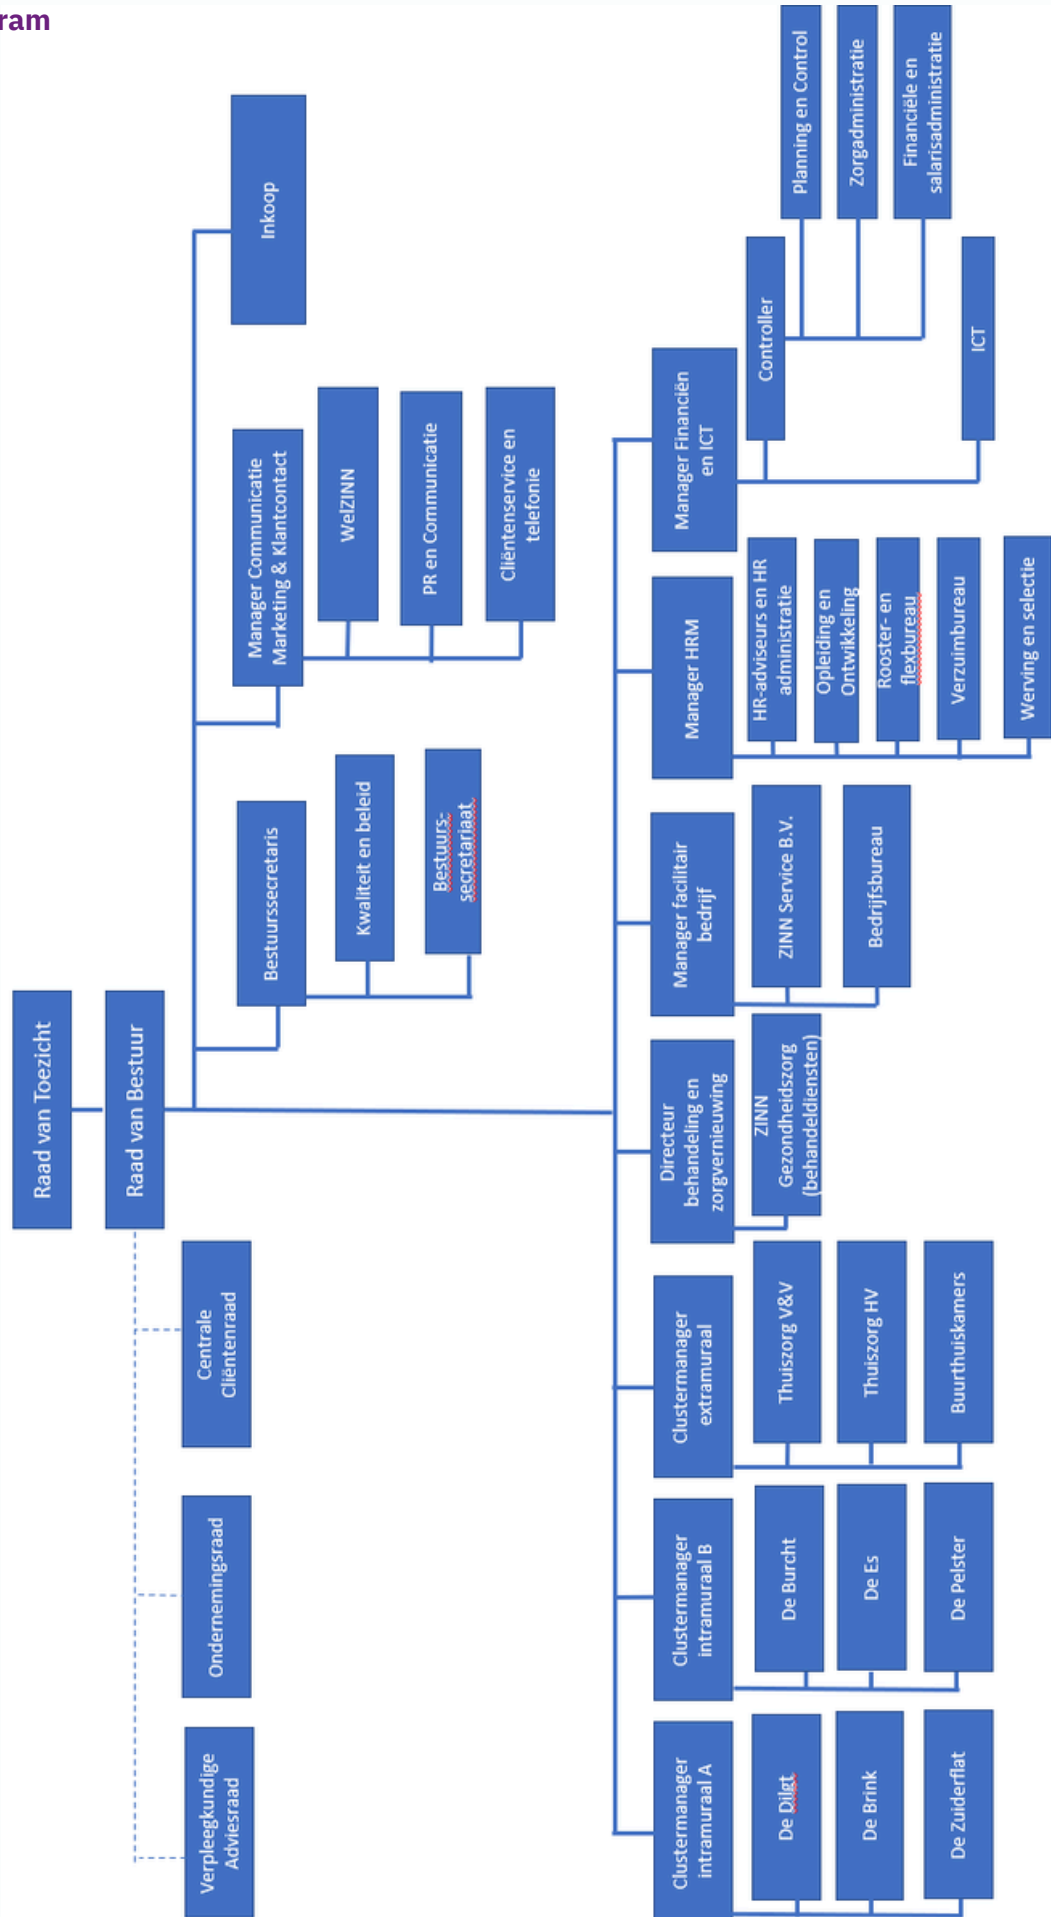 ram
Raad van Toezicht
Raad van Bestuur
Verpleegkundige
Adviesraad
Ondernemingsraad
Centrale
Cliëntenraad
Bestuurssecretaris
Kwaliteit en beleid
Bestuurs-
secretariaat
Manager Communicatie
Marketing & Klantcontact
WelZINN
PR en Communicatie
Cliëntenservice en
telefonie
Inkoop
Clustermanager
intramuraal A
De Dilgt
De Brink
De Zuiderflat
Clustermanager
intramuraal B
De Burcht
De Es
De Pelster
Clustermanager
extramuraal
Thuiszorg V&V
Thuiszorg HV
Buurthuiskamers
Directeur
behandeling en
zorgvernieuwing
ZINN
Gezondheidszorg
(behandeldiensten)
Manager facilitair
bedrijf
ZINN Service B.V.
Bedrijfsbureau
Manager HRM
HR-adviseurs en HR
administratie
Opleiding en
Ontwikkeling
Rooster- en
flexbureau
Verzuimbureau
Werving en selectie
Manager Financiën
en ICT
Controller
Planning en Control
Zorgadministratie
Financiële en
salarisadministratie
ICT